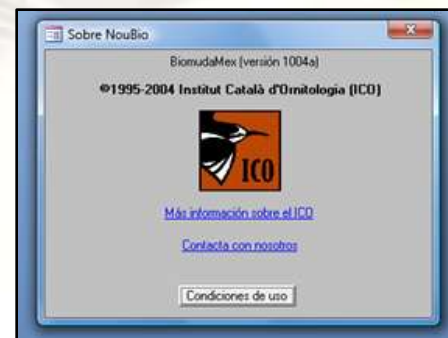 Sobre NouBio
BiomudaMex (versión 1004a)
©1995-2004 Institut Català d'Ornitologia (ICO)
ICO
Más información sobre el ICO
Contacta con nosotros
Condiciones de uso